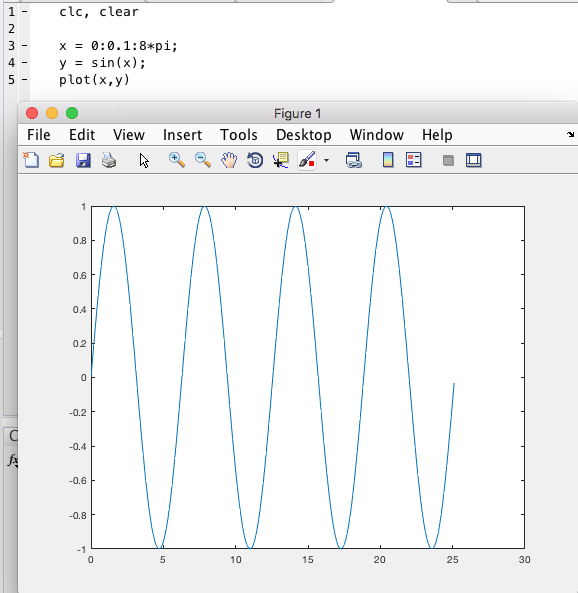 1 - clc, clear
2
3 - x = 0:0.1:8*pi;
4 - y = sin(x);
5 - plot(x,y)
Figure 1
File Edit View Insert Tools Desktop Window Help
1
0.8
0.6
0.4
0.2
0
-0.2
-0.4
-0.6
-0.8
-1
0 5 10 15 20 25 30
C
fx